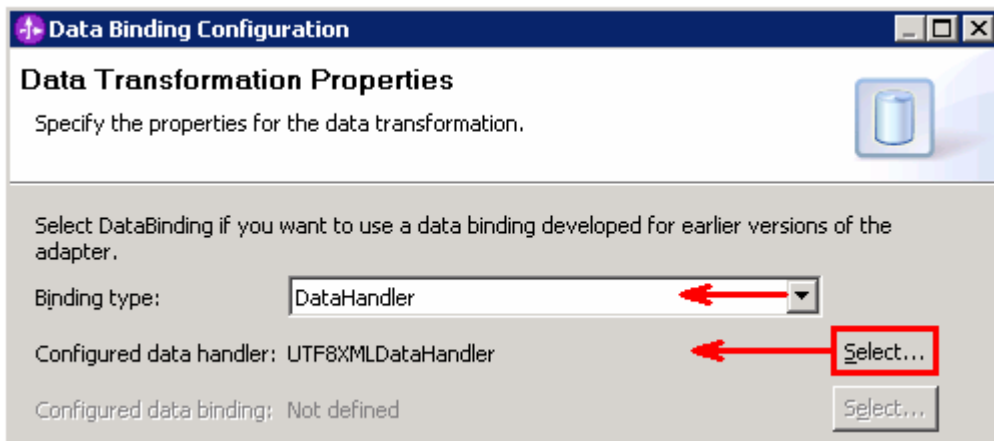 Data Binding Configuration
Data Transformation Properties
Specify the properties for the data transformation.
Select DataBinding if you want to use a data binding developed for earlier versions of the
adapter.
Binding type: DataHandler
Configured data handler: UTF8XMLDataHandler Select...
Configured data binding: Not defined Select...